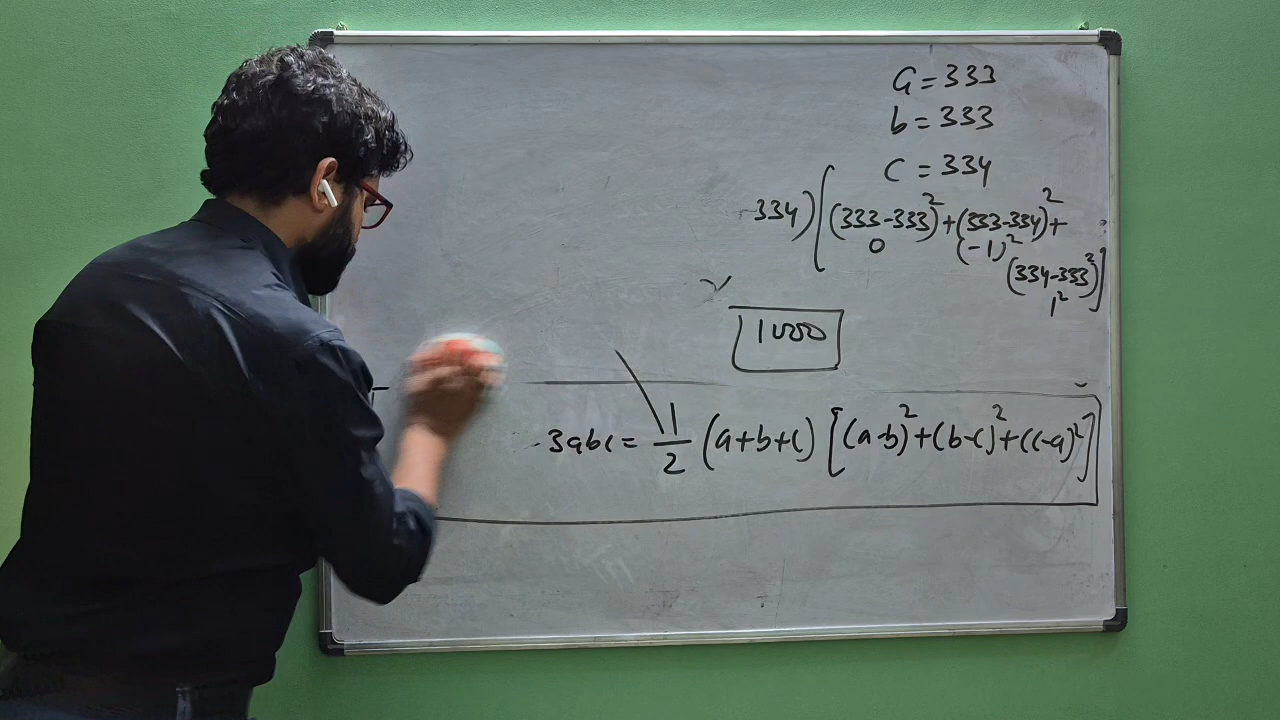 a = 333
b = 333
c = 334
334) [(333-333)² + (333-334)² +
0 (-1)²
(334-333)²]
1²
1000
3abc = 1/2 (a+b+c) [(a-b)² + (b-c)² + (c-a)²]